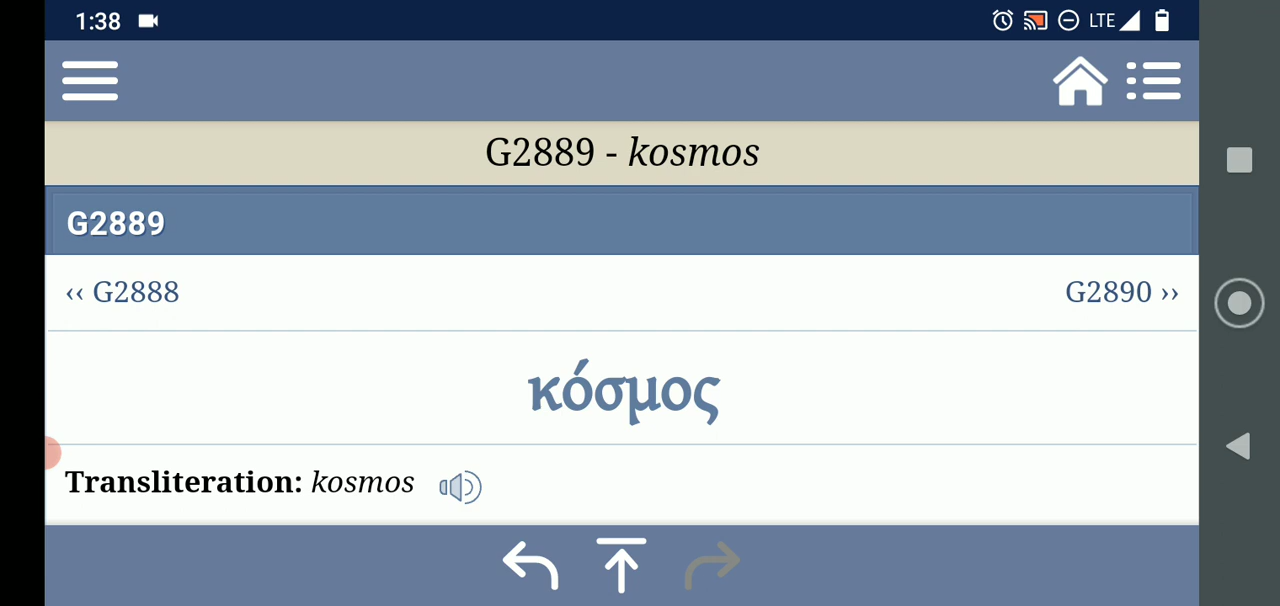 1:38 LTE
G2889 - kosmos
G2889
‹‹ G2888 G2890 ››
κόσμος
Transliteration: kosmos